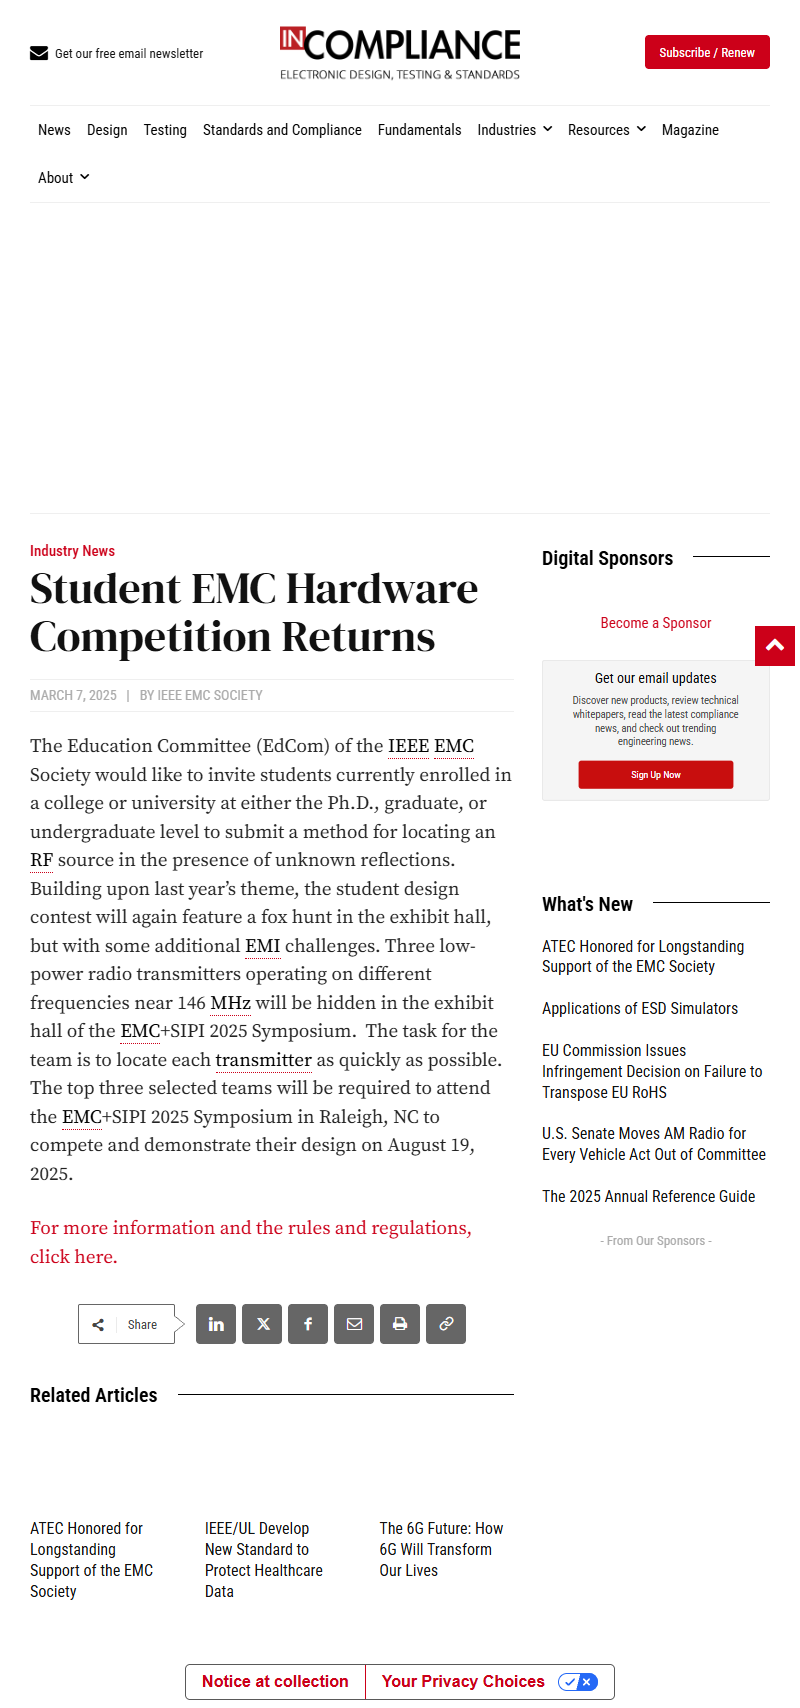 Get our free email newsletter
INCOMPLIANCE
ELECTRONIC DESIGN, TESTING & STANDARDS
Subscribe / Renew
News Design Testing Standards and Compliance Fundamentals Industries Resources Magazine
About
Industry News
Student EMC Hardware
Competition Returns
MARCH 7, 2025 | BY IEEE EMC SOCIETY
The Education Committee (EdCom) of the IEEE EMC
Society would like to invite students currently enrolled in
a college or university at either the Ph.D., graduate, or
undergraduate level to submit a method for locating an
RF source in the presence of unknown reflections.
Building upon last year’s theme, the student design
contest will again feature a fox hunt in the exhibit hall,
but with some additional EMI challenges. Three low-
power radio transmitters operating on different
frequencies near 146 MHz will be hidden in the exhibit
hall of the EMC+SIPI 2025 Symposium.  The task for the
team is to locate each transmitter as quickly as possible.
The top three selected teams will be required to attend
the EMC+SIPI 2025 Symposium in Raleigh, NC to
compete and demonstrate their design on August 19,
2025.
For more information and the rules and regulations,
click here.
Share
Related Articles
ATEC Honored for
Longstanding
Support of the EMC
Society
IEEE/UL Develop
New Standard to
Protect Healthcare
Data
The 6G Future: How
6G Will Transform
Our Lives
Digital Sponsors
Become a Sponsor
Get our email updates
Discover new products, review technical
whitepapers, read the latest compliance
news, and check out trending
engineering news.
Sign Up Now
What's New
ATEC Honored for Longstanding
Support of the EMC Society
Applications of ESD Simulators
EU Commission Issues
Infringement Decision on Failure to
Transpose EU RoHS
U.S. Senate Moves AM Radio for
Every Vehicle Act Out of Committee
The 2025 Annual Reference Guide
- From Our Sponsors -
Notice at collection
Your Privacy Choices